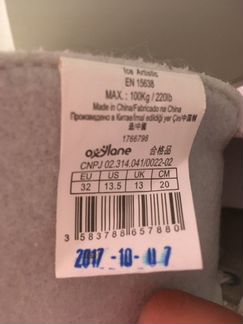 Ice Artistic
EN 15638
MAX. : 100Kg / 220lb
Made in China/Fabricado na China
Произведено в Китае/İmal edildiği yer Çin/中国制
造/中國
1766798
oxylane 合格品
CNPJ 02.314.041/0022-02
EU US UK CM
32 13.5 13 20
3 583788 657880
2017-10-07